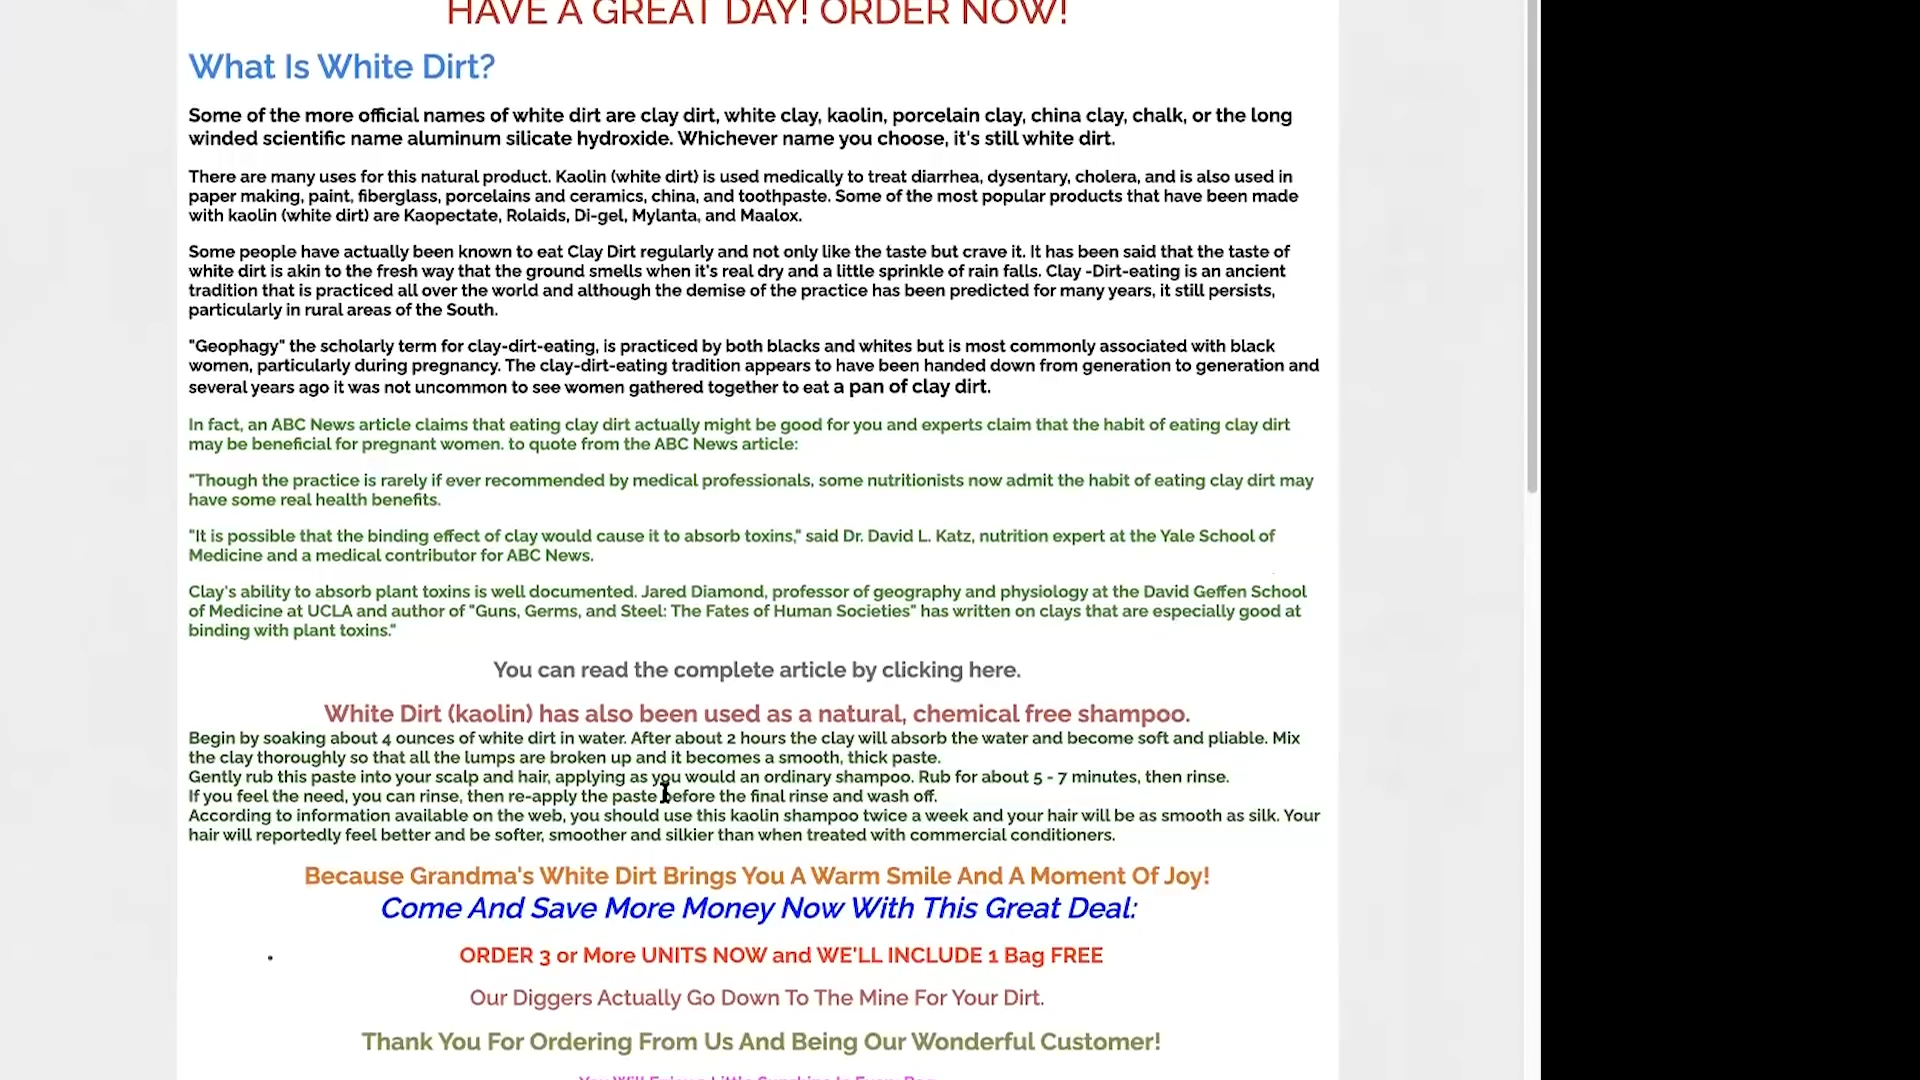 HAVE A GREAT DAY! ORDER NOW!
What Is White Dirt?
Some of the more official names of white dirt are clay dirt, white clay, kaolin, porcelain clay, china clay, chalk, or the long
winded scientific name aluminum silicate hydroxide. Whichever name you choose, it's still white dirt.
There are many uses for this natural product. Kaolin (white dirt) is used medically to treat diarrhea, dysentary, cholera, and is also used in
paper making, paint, fiberglass, porcelains and ceramics, china, and toothpaste. Some of the most popular products that have been made
with kaolin (white dirt) are Kaopectate, Rolaids, Di-gel, Mylanta, and Maalox.
Some people have actually been known to eat Clay Dirt regularly and not only like the taste but crave it. It has been said that the taste of
white dirt is akin to the fresh way that the ground smells when it's real dry and a little sprinkle of rain falls. Clay -Dirt-eating is an ancient
tradition that is practiced all over the world and although the demise of the practice has been predicted for many years, it still persists,
particularly in rural areas of the South.
"Geophagy" the scholarly term for clay-dirt-eating, is practiced by both blacks and whites but is most commonly associated with black
women, particularly during pregnancy. The clay-dirt-eating tradition appears to have been handed down from generation to generation and
several years ago it was not uncommon to see women gathered together to eat a pan of clay dirt.
In fact, an ABC News article claims that eating clay dirt actually might be good for you and experts claim that the habit of eating clay dirt
may be beneficial for pregnant women. to quote from the ABC News article:
"Though the practice is rarely if ever recommended by medical professionals, some nutritionists now admit the habit of eating clay dirt may
have some real health benefits.
"It is possible that the binding effect of clay would cause it to absorb toxins," said Dr. David L. Katz, nutrition expert at the Yale School of
Medicine and a medical contributor for ABC News.
Clay's ability to absorb plant toxins is well documented. Jared Diamond, professor of geography and physiology at the David Geffen School
of Medicine at UCLA and author of "Guns, Germs, and Steel: The Fates of Human Societies" has written on clays that are especially good at
binding with plant toxins."
You can read the complete article by clicking here.
White Dirt (kaolin) has also been used as a natural, chemical free shampoo.
Begin by soaking about 4 ounces of white dirt in water. After about 2 hours the clay will absorb the water and become soft and pliable. Mix
the clay thoroughly so that all the lumps are broken up and it becomes a smooth, thick paste.
Gently rub this paste into your scalp and hair, applying as you would an ordinary shampoo. Rub for about 5 - 7 minutes, then rinse.
If you feel the need, you can rinse, then re-apply the paste before the final rinse and wash off.
According to information available on the web, you should use this kaolin shampoo twice a week and your hair will be as smooth as silk. Your
hair will reportedly feel better and be softer, smoother and silkier than when treated with commercial conditioners.
Because Grandma's White Dirt Brings You A Warm Smile And A Moment Of Joy!
Come And Save More Money Now With This Great Deal:
ORDER 3 or More UNITS NOW and WE'LL INCLUDE 1 Bag FREE
Our Diggers Actually Go Down To The Mine For Your Dirt.
Thank You For Ordering From Us And Being Our Wonderful Customer!
You Will Enjoy a Little Sunshine In Every Bag